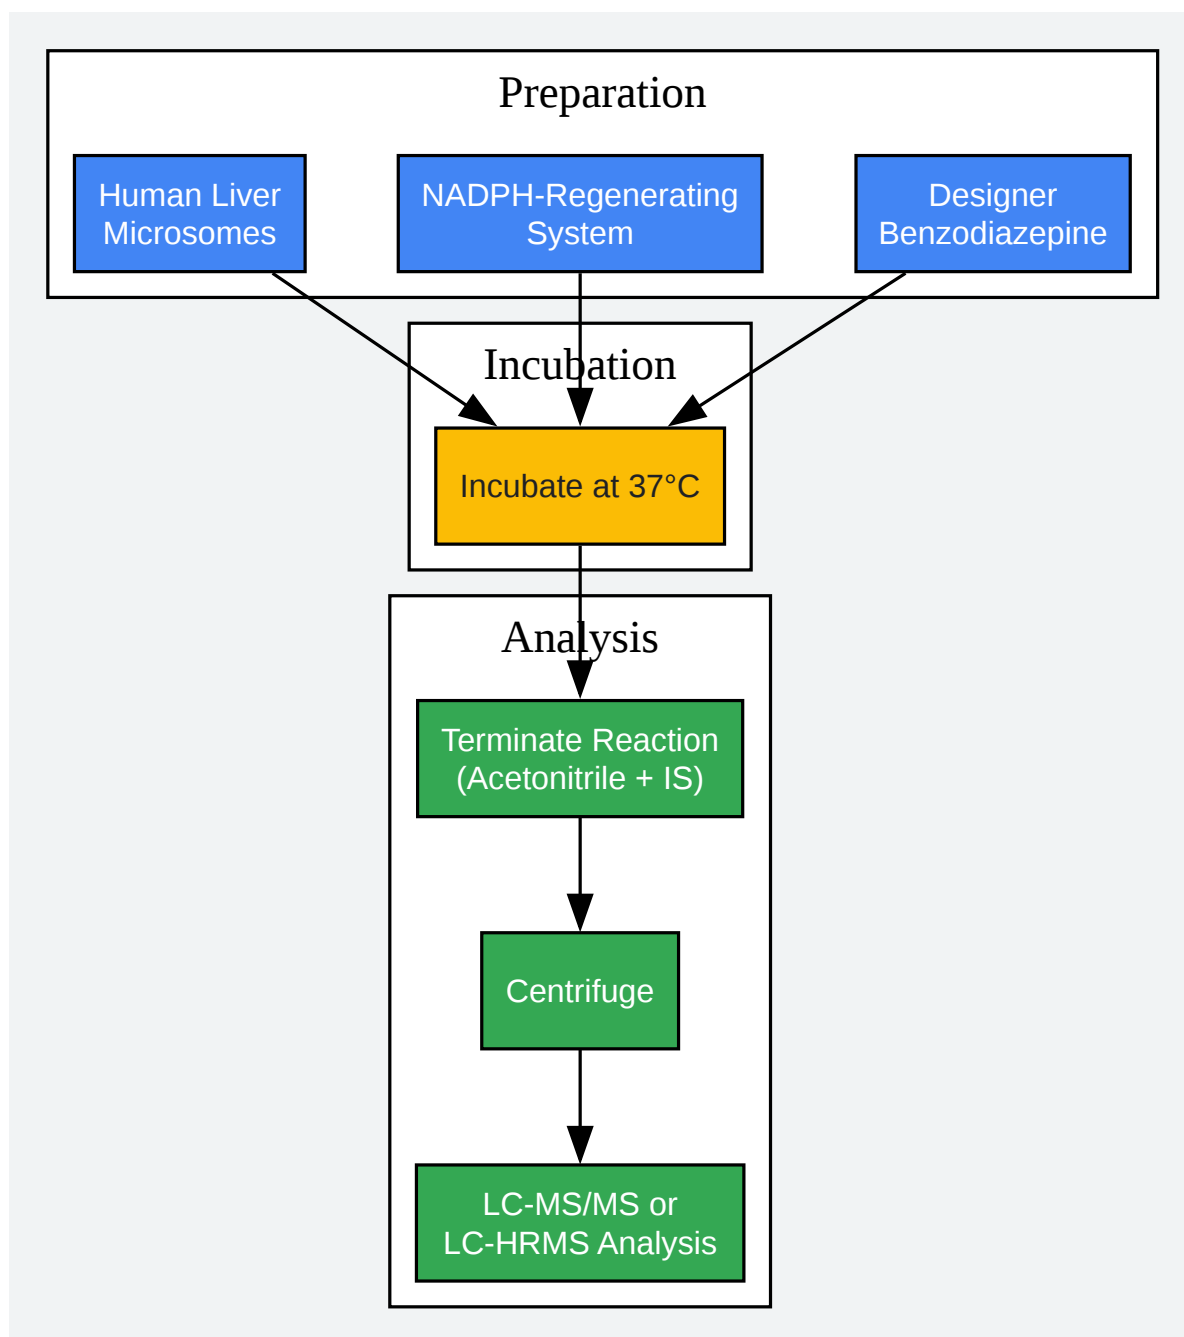 Preparation
Human Liver
Microsomes
NADPH-Regenerating
System
Designer
Benzodiazepine
Incubation
Incubate at 37°C
Analysis
Terminate Reaction
(Acetonitrile + IS)
Centrifuge
LC-MS/MS or
LC-HRMS Analysis